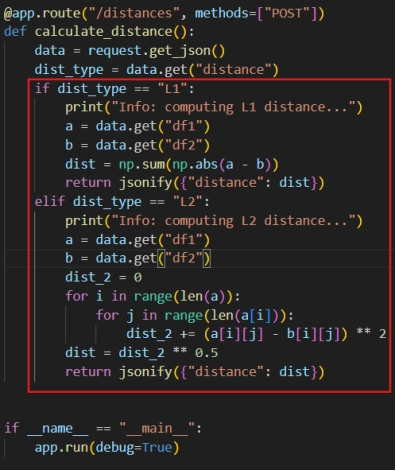 @app.route("/distances", methods=["POST"])
def calculate_distance():
    data = request.get_json()
    dist_type = data.get("distance")
    if dist_type == "L1":
        print("Info: computing L1 distance...")
        a = data.get("df1")
        b = data.get("df2")
        dist = np.sum(np.abs(a - b))
        return jsonify({"distance": dist})
    elif dist_type == "L2":
        print("Info: computing L2 distance...")
        a = data.get("df1")
        b = data.get("df2")
        dist_2 = 0
        for i in range(len(a)):
            for j in range(len(a[i])):
                dist_2 += (a[i][j] - b[i][j]) ** 2
        dist = dist_2 ** 0.5
        return jsonify({"distance": dist})
if __name__ == "__main__":
    app.run(debug=True)